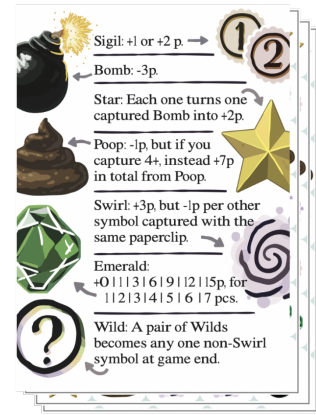 Sigil: +1 or +2 p.
1
2
Bomb: -3p.
Star: Each one turns one
captured Bomb into +2p.
Poop: -1p, but if you
capture 4+, instead +7p
in total from Poop.
Swirl: +3p, but -1p per other
symbol captured with the
same paperclip.
Emerald:
+0|1|3|6|9|12|15p, for
1|2|3|4|5|6|7 pcs.
?
Wild: A pair of Wilds
becomes any one non-Swirl
symbol at game end.